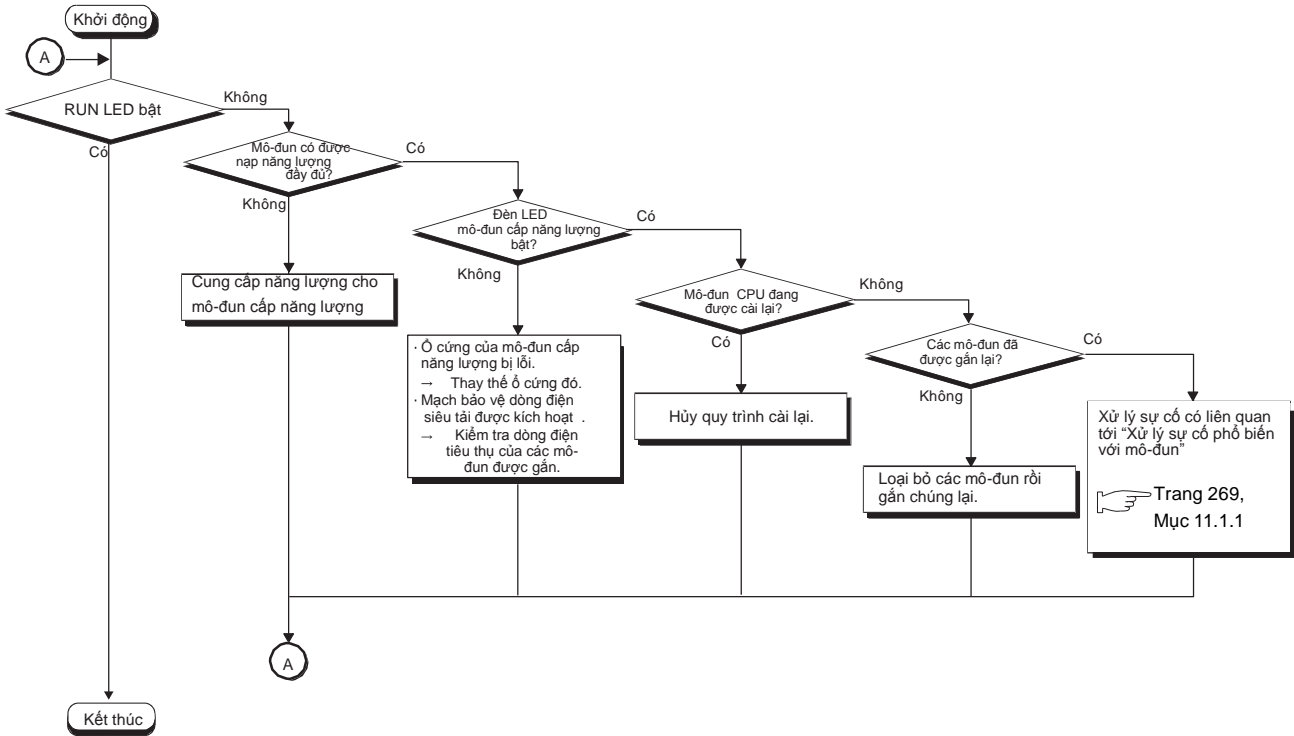 Khởi động
A
RUN LED bật
Không
Có
Mô-đun có được
nạp năng lượng
đầy đủ?
Có
Không
Cung cấp năng lượng cho
mô-đun cấp năng lượng
Đèn LED
mô-đun cấp năng lượng
bật?
Có
Không
· Ổ cứng của mô-đun cấp
năng lượng bị lỗi.
→ Thay thế ổ cứng đó.
· Mạch bảo vệ dòng điện
siêu tải được kích hoạt .
→ Kiểm tra dòng điện
tiêu thụ của các mô-
đun được gắn.
Mô-đun CPU đang
được cài lại?
Không
Có
Hủy quy trình cài lại.
Các mô-đun đã
được gắn lại?
Có
Không
Loại bỏ các mô-đun rồi
gắn chúng lại.
Xử lý sự cố có liên quan
tới “Xử lý sự cố phổ biến
với mô-đun”
Trang 269,
Mục 11.1.1
A
Kết thúc